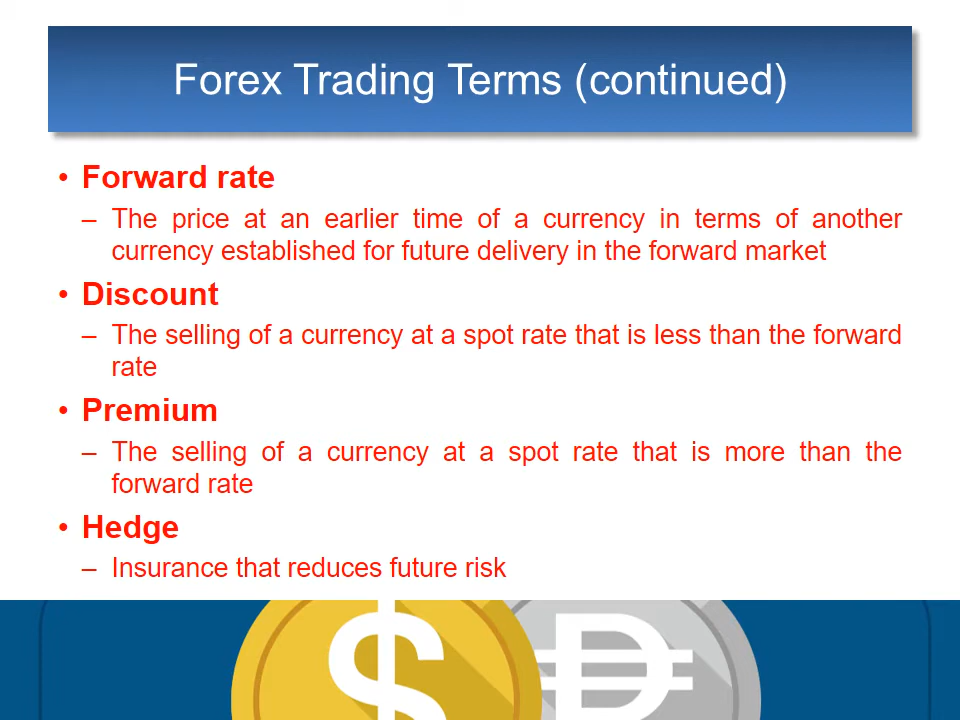 Forex Trading Terms (continued)
• Forward rate
– The price at an earlier time of a currency in terms of another
currency established for future delivery in the forward market
• Discount
– The selling of a currency at a spot rate that is less than the forward
rate
• Premium
– The selling of a currency at a spot rate that is more than the
forward rate
• Hedge
– Insurance that reduces future risk